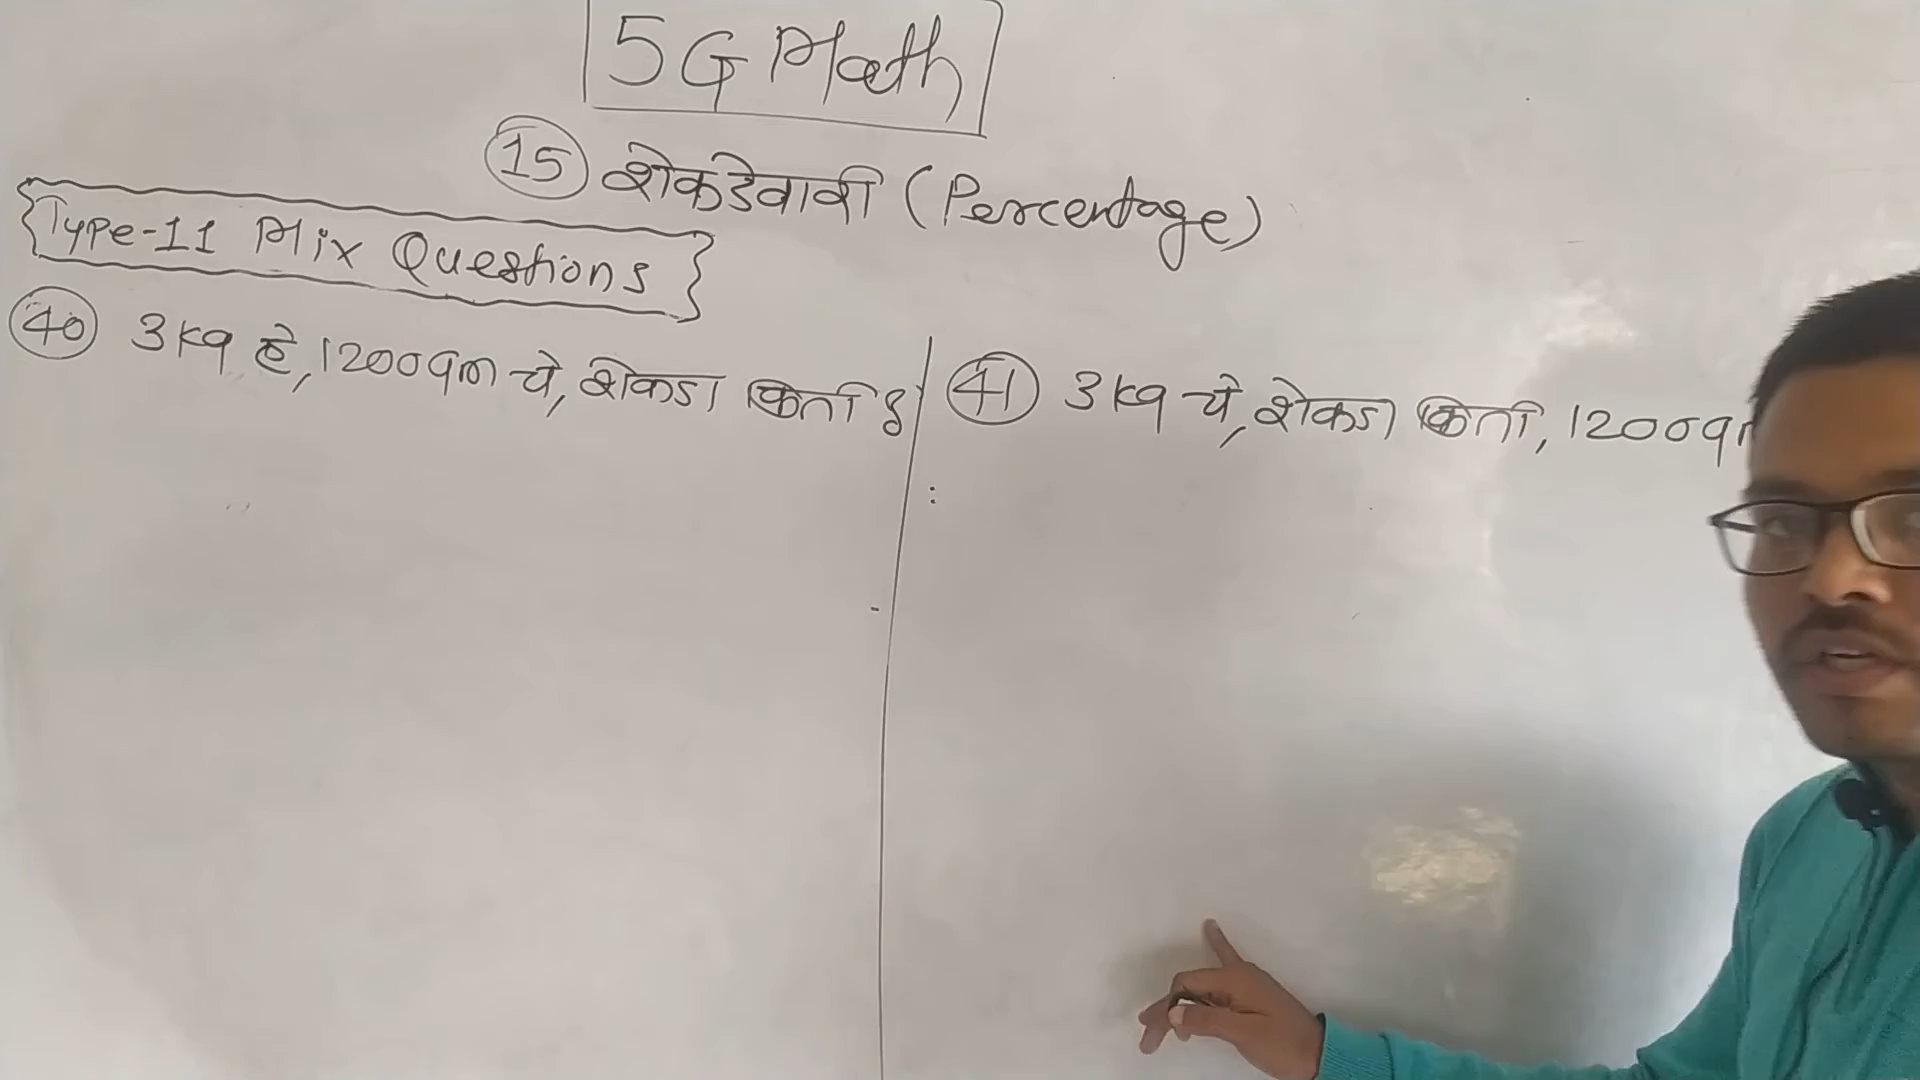 5G Math
15 शेकडेवारी (Percentage)
Type-11 Mix Questions
40 3kg हे, 1200gm चे, शेकडा किती ?
41 3kg चे, शेकडा किती, 1200g